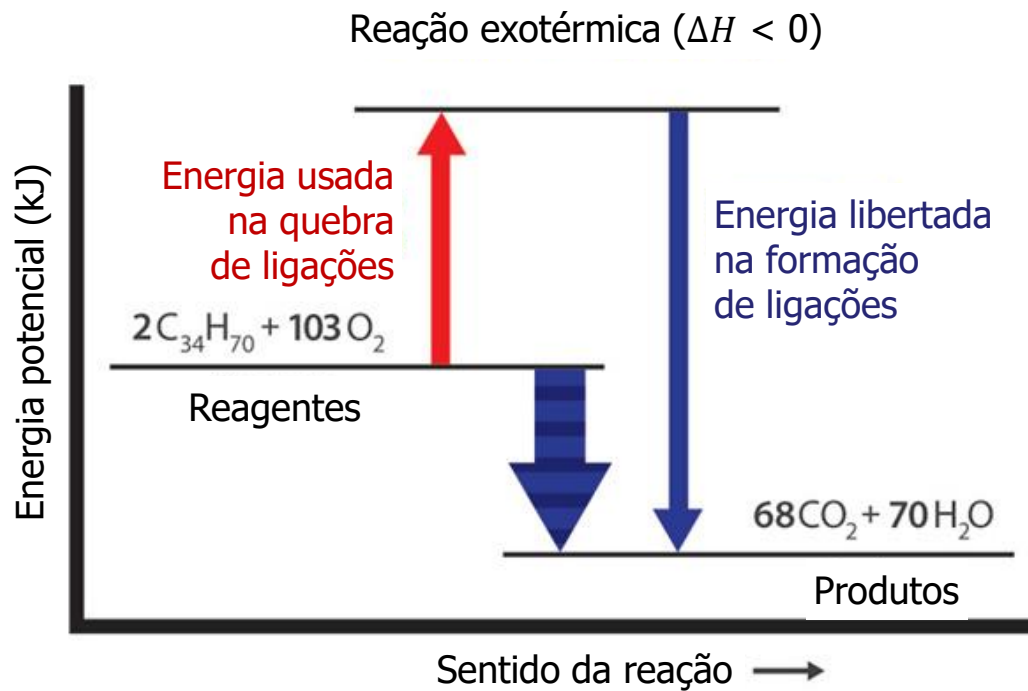 Reação exotérmica (ΔH < 0)
Energia potencial (kJ)
Energia usada
na quebra
de ligações
Energia libertada
na formação
de ligações
2C₃₄H₇₀ + 103O₂
Reagentes
68CO₂ + 70H₂O
Produtos
Sentido da reação →